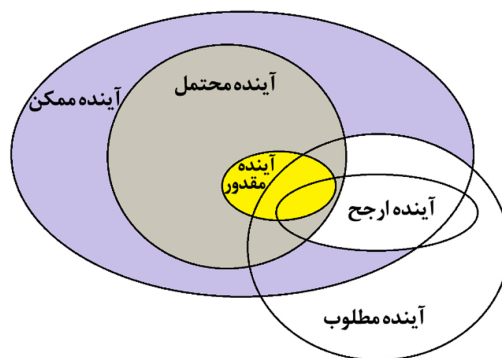 آینده محتمل
آینده ممکن
آینده
مقدور
آینده ارجح
آینده مطلوب